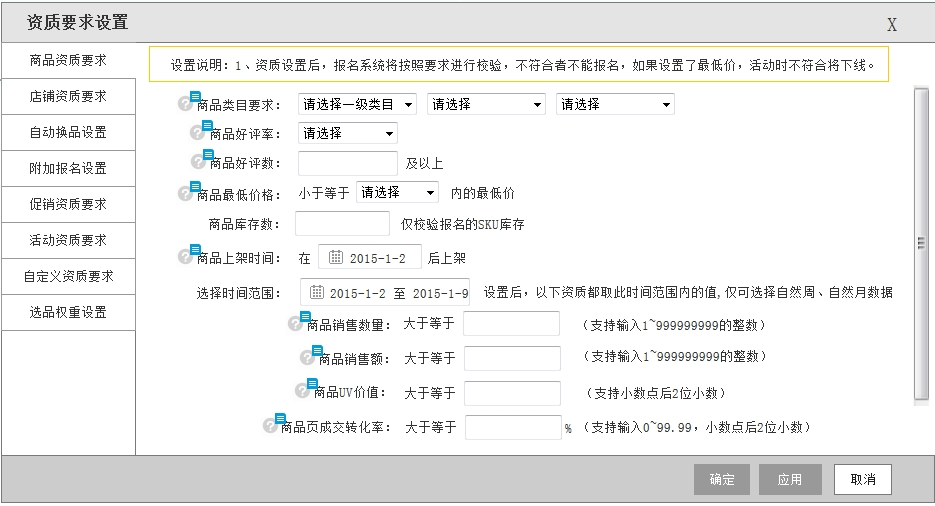 资质要求设置 X
商品资质要求
店铺资质要求
自动换品设置
附加报名设置
促销资质要求
活动资质要求
自定义资质要求
选品权重设置
设置说明：1、资质设置后，报名系统将按照要求进行校验，不符合者不能报名，如果设置了最低价，活动时不符合将下线。
? 商品类目要求： 请选择一级类目 请选择 请选择
? 商品好评率： 请选择
? 商品好评数： 及以上
? 商品最低价格： 小于等于 请选择 内的最低价
商品库存数： 仅校验报名的SKU库存
? 商品上架时间： 在 2015-1-2 后上架
选择时间范围： 2015-1-2 至 2015-1-9 设置后，以下资质都取此时间范围内的值,仅可选择自然周、自然月数据
? 商品销售数量： 大于等于 （支持输入1~999999999的整数）
? 商品销售额： 大于等于 （支持输入1~999999999的整数）
? 商品UV价值： 大于等于 （支持小数点后2位小数）
? 商品页成交转化率： 大于等于 % （支持输入0~99.99，小数点后2位小数）
确定 应用 取消